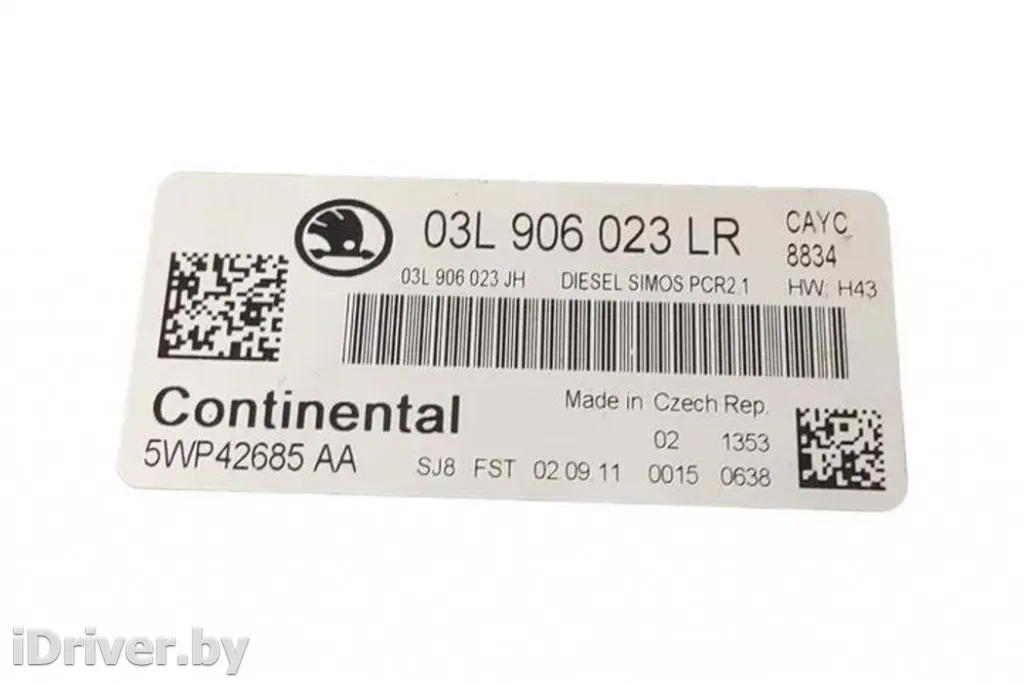 03L 906 023 LR
CAYC
8834
03L 906 023 JH DIESEL SIMOS PCR2.1 HW: H43
Continental
Made in Czech Rep.
02 1353
5WP42685 AA
SJ8 FST 02 09 11 0015 0638
iDriver.by